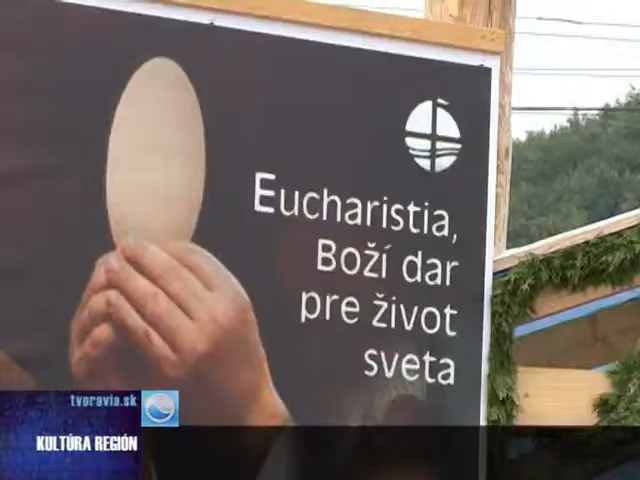 Eucharistia,
Boží dar
pre život
sveta
tvoravia.sk
KULTÚRA REGIÓN